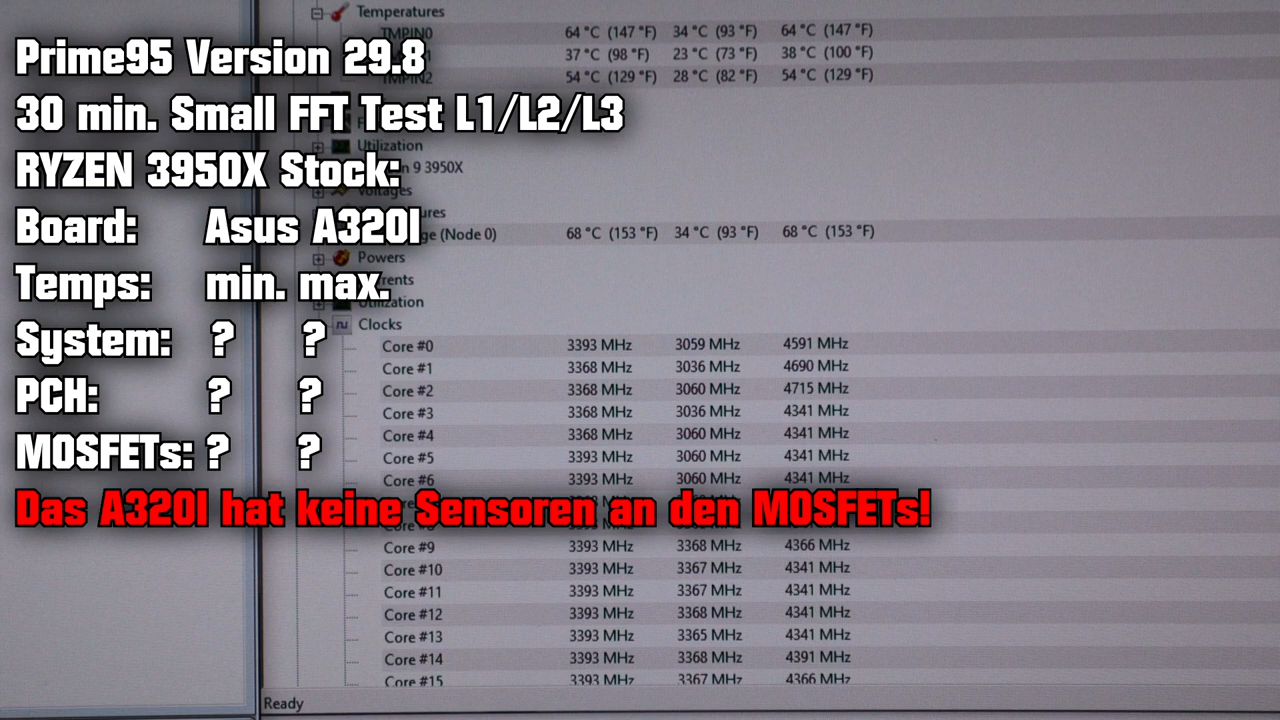 Temperatures
TMPIN0 64 °C (147 °F) 34 °C (93 °F) 64 °C (147 °F)
37 °C (98 °F) 23 °C (73 °F) 38 °C (100 °F)
TMPIN2 54 °C (129 °F) 28 °C (82 °F) 54 °C (129 °F)
Prime95 Version 29.8
30 min. Small FFT Test L1/L2/L3
Utilization
9 3950X
RYZEN 3950X Stock:
Voltages
Board: Asus A320I
(Node 0) 68 °C (153 °F) 34 °C (93 °F) 68 °C (153 °F)
Powers
Temps: min. max.
Utilization
Clocks
System: ? ?
PCH: ? ?
MOSFETs: ? ?
Das A320I hat keine Sensoren an den MOSFETs!
Core #0 3393 MHz 3059 MHz 4591 MHz
Core #1 3368 MHz 3036 MHz 4690 MHz
Core #2 3368 MHz 3060 MHz 4715 MHz
Core #3 3368 MHz 3036 MHz 4341 MHz
Core #4 3368 MHz 3060 MHz 4341 MHz
Core #5 3393 MHz 3060 MHz 4341 MHz
Core #6 3393 MHz 3060 MHz 4341 MHz
Core #9 3393 MHz 3368 MHz 4366 MHz
Core #10 3393 MHz 3367 MHz 4341 MHz
Core #11 3393 MHz 3367 MHz 4341 MHz
Core #12 3393 MHz 3368 MHz 4341 MHz
Core #13 3393 MHz 3365 MHz 4341 MHz
Core #14 3393 MHz 3368 MHz 4391 MHz
Core #15 3393 MHz 3367 MHz 4366 MHz
Ready